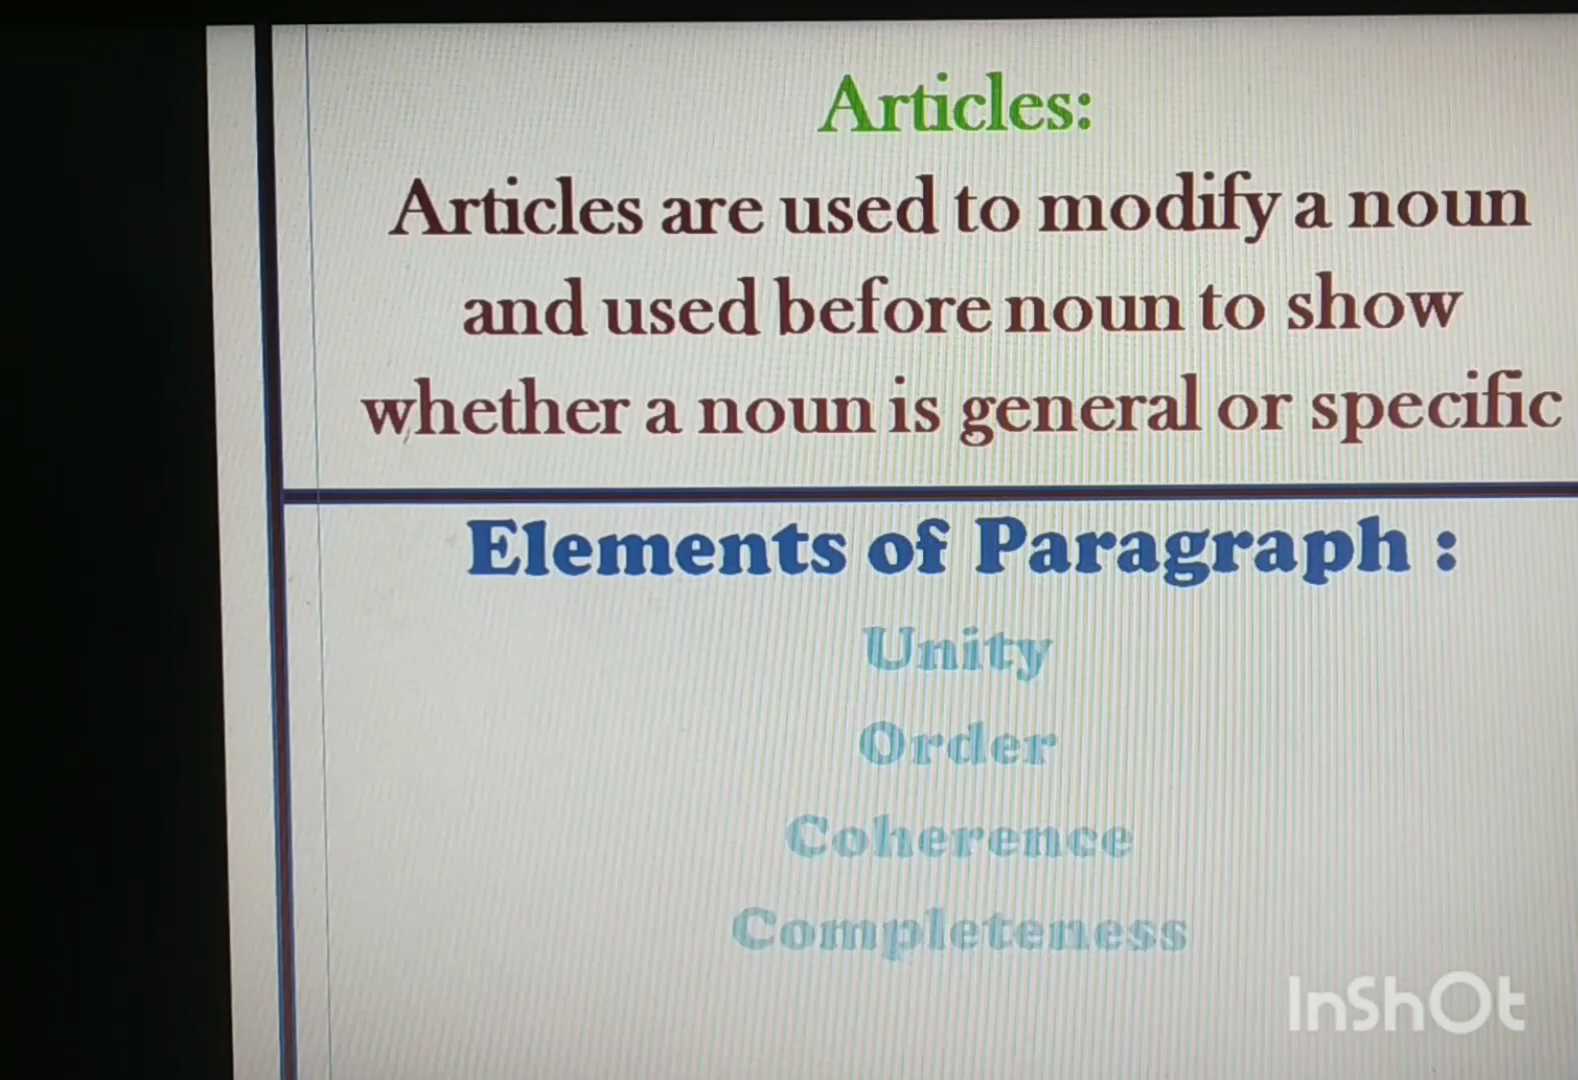 Articles:
Articles are used to modify a noun
and used before noun to show
whether a noun is general or specific
Elements of Paragraph :
Unity
Order
Coherence
Completeness
InShOt